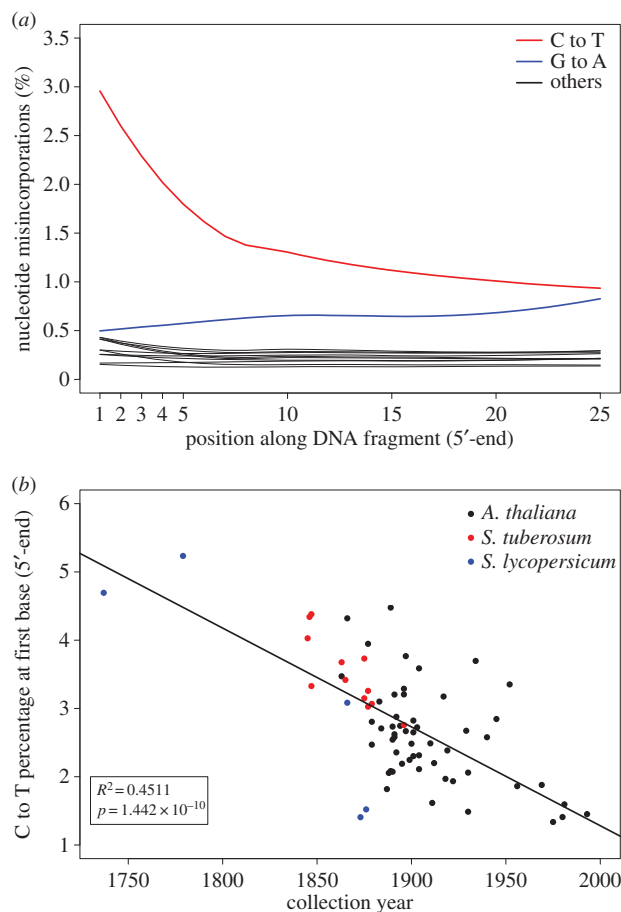 (a)
C to T
G to A
others
nucleotide misincorporations (%)
3.5
3.0
2.5
2.0
1.5
1.0
0.5
0
1 2 3 4 5 10 15 20 25
position along DNA fragment (5′-end)
(b)
A. thaliana
S. tuberosum
S. lycopersicum
C to T percentage at first base (5′-end)
6
5
4
3
2
1
R² = 0.4511
p = 1.442 × 10⁻¹⁰
1750 1800 1850 1900 1950 2000
collection year